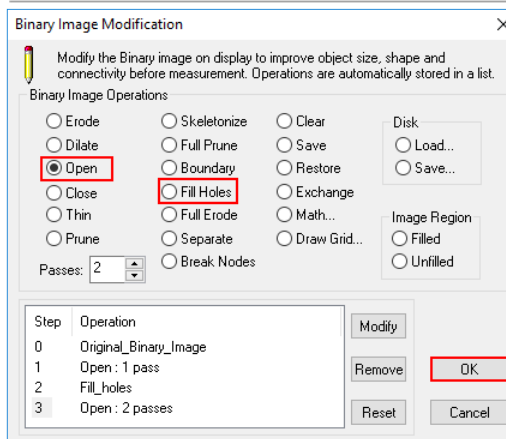 Binary Image Modification
Modify the Binary image on display to improve object size, shape and
connectivity before measurement. Operations are automatically stored in a list.
Binary Image Operations
Erode
Dilate
Open
Close
Thin
Prune
Passes: 2
Skeletonize
Full Prune
Boundary
Fill Holes
Full Erode
Separate
Break Nodes
Clear
Save
Restore
Exchange
Math...
Draw Grid...
Disk
Load...
Save...
Image Region
Filled
Unfilled
Step Operation
0 Original_Binary_Image
1 Open : 1 pass
2 Fill_holes
3 Open : 2 passes
Modify
Remove
Reset
OK
Cancel